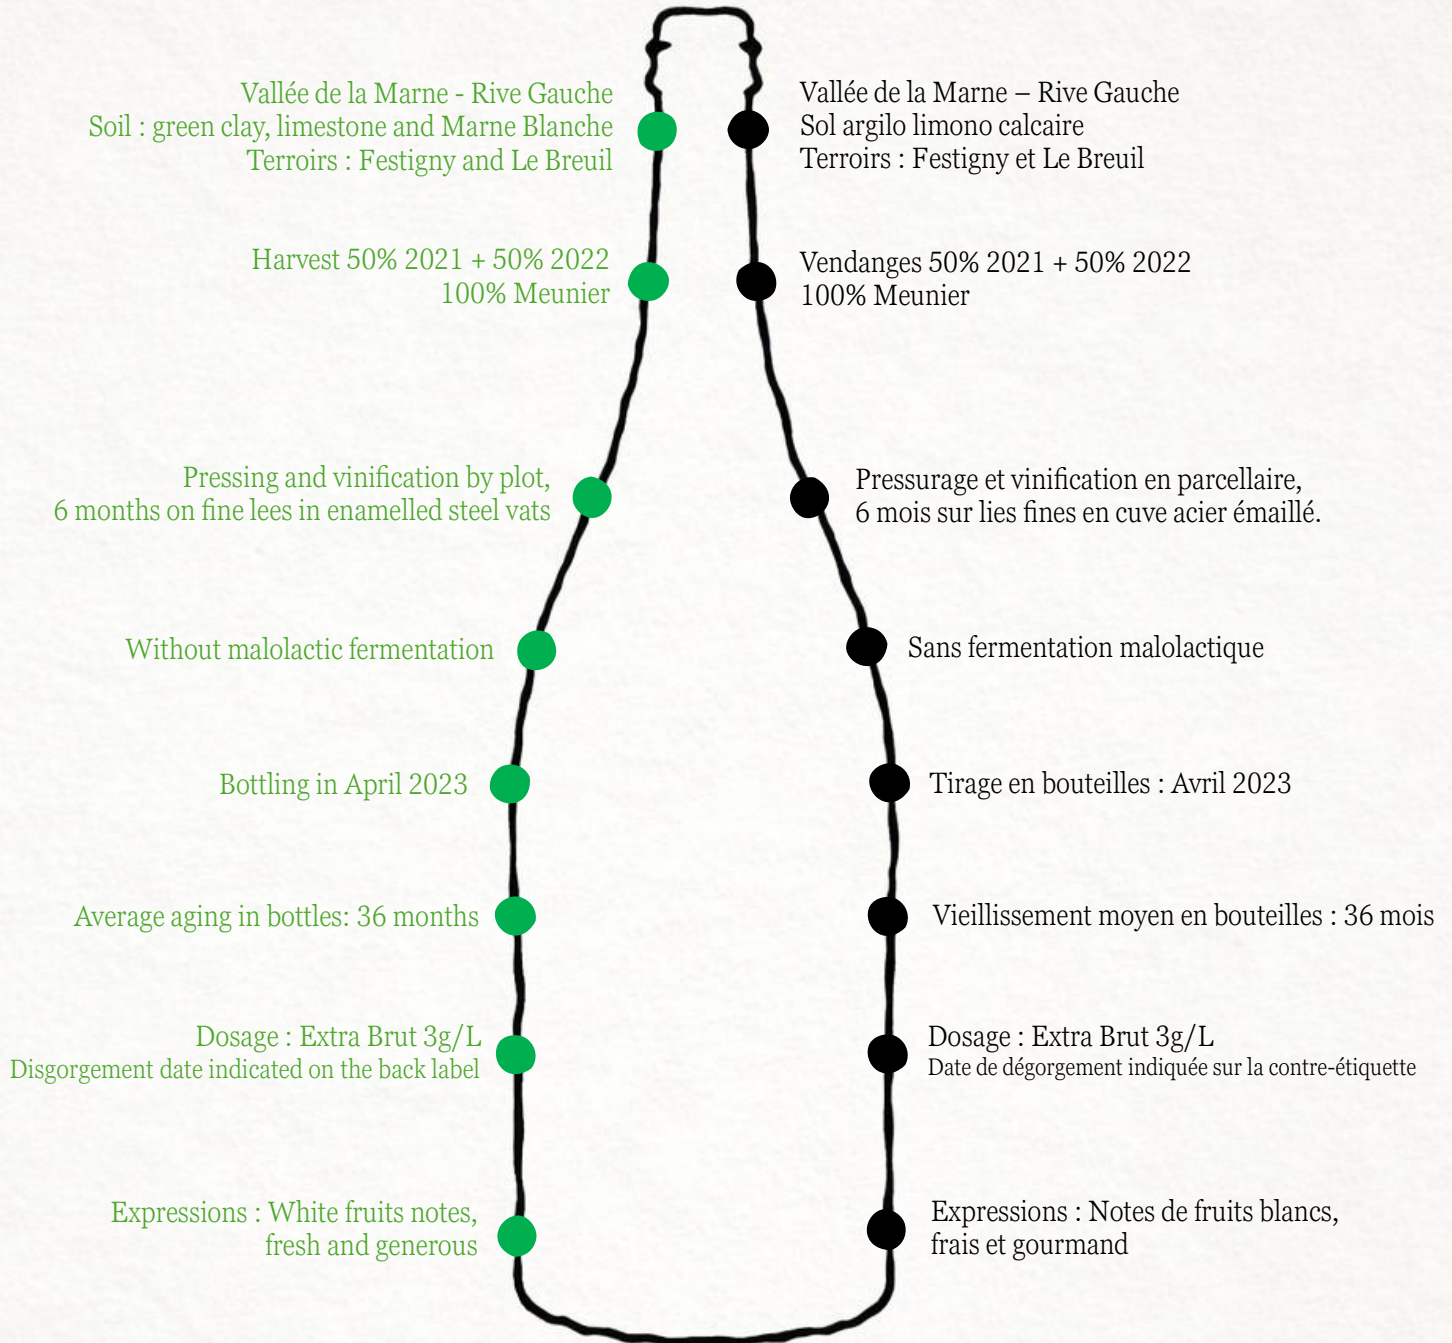 Vallée de la Marne - Rive Gauche
Soil : green clay, limestone and Marne Blanche
Terroirs : Festigny and Le Breuil
Harvest 50% 2021 + 50% 2022
100% Meunier
Pressing and vinification by plot,
6 months on fine lees in enamelled steel vats
Without malolactic fermentation
Bottling in April 2023
Average aging in bottles: 36 months
Dosage : Extra Brut 3g/L
Disgorgement date indicated on the back label
Expressions : White fruits notes,
fresh and generous
Vallée de la Marne – Rive Gauche
Sol argilo limono calcaire
Terroirs : Festigny et Le Breuil
Vendanges 50% 2021 + 50% 2022
100% Meunier
Pressurage et vinification en parcellaire,
6 mois sur lies fines en cuve acier émaillé.
Sans fermentation malolactique
Tirage en bouteilles : Avril 2023
Vieillissement moyen en bouteilles : 36 mois
Dosage : Extra Brut 3g/L
Date de dégorgement indiquée sur la contre-étiquette
Expressions : Notes de fruits blancs,
frais et gourmand